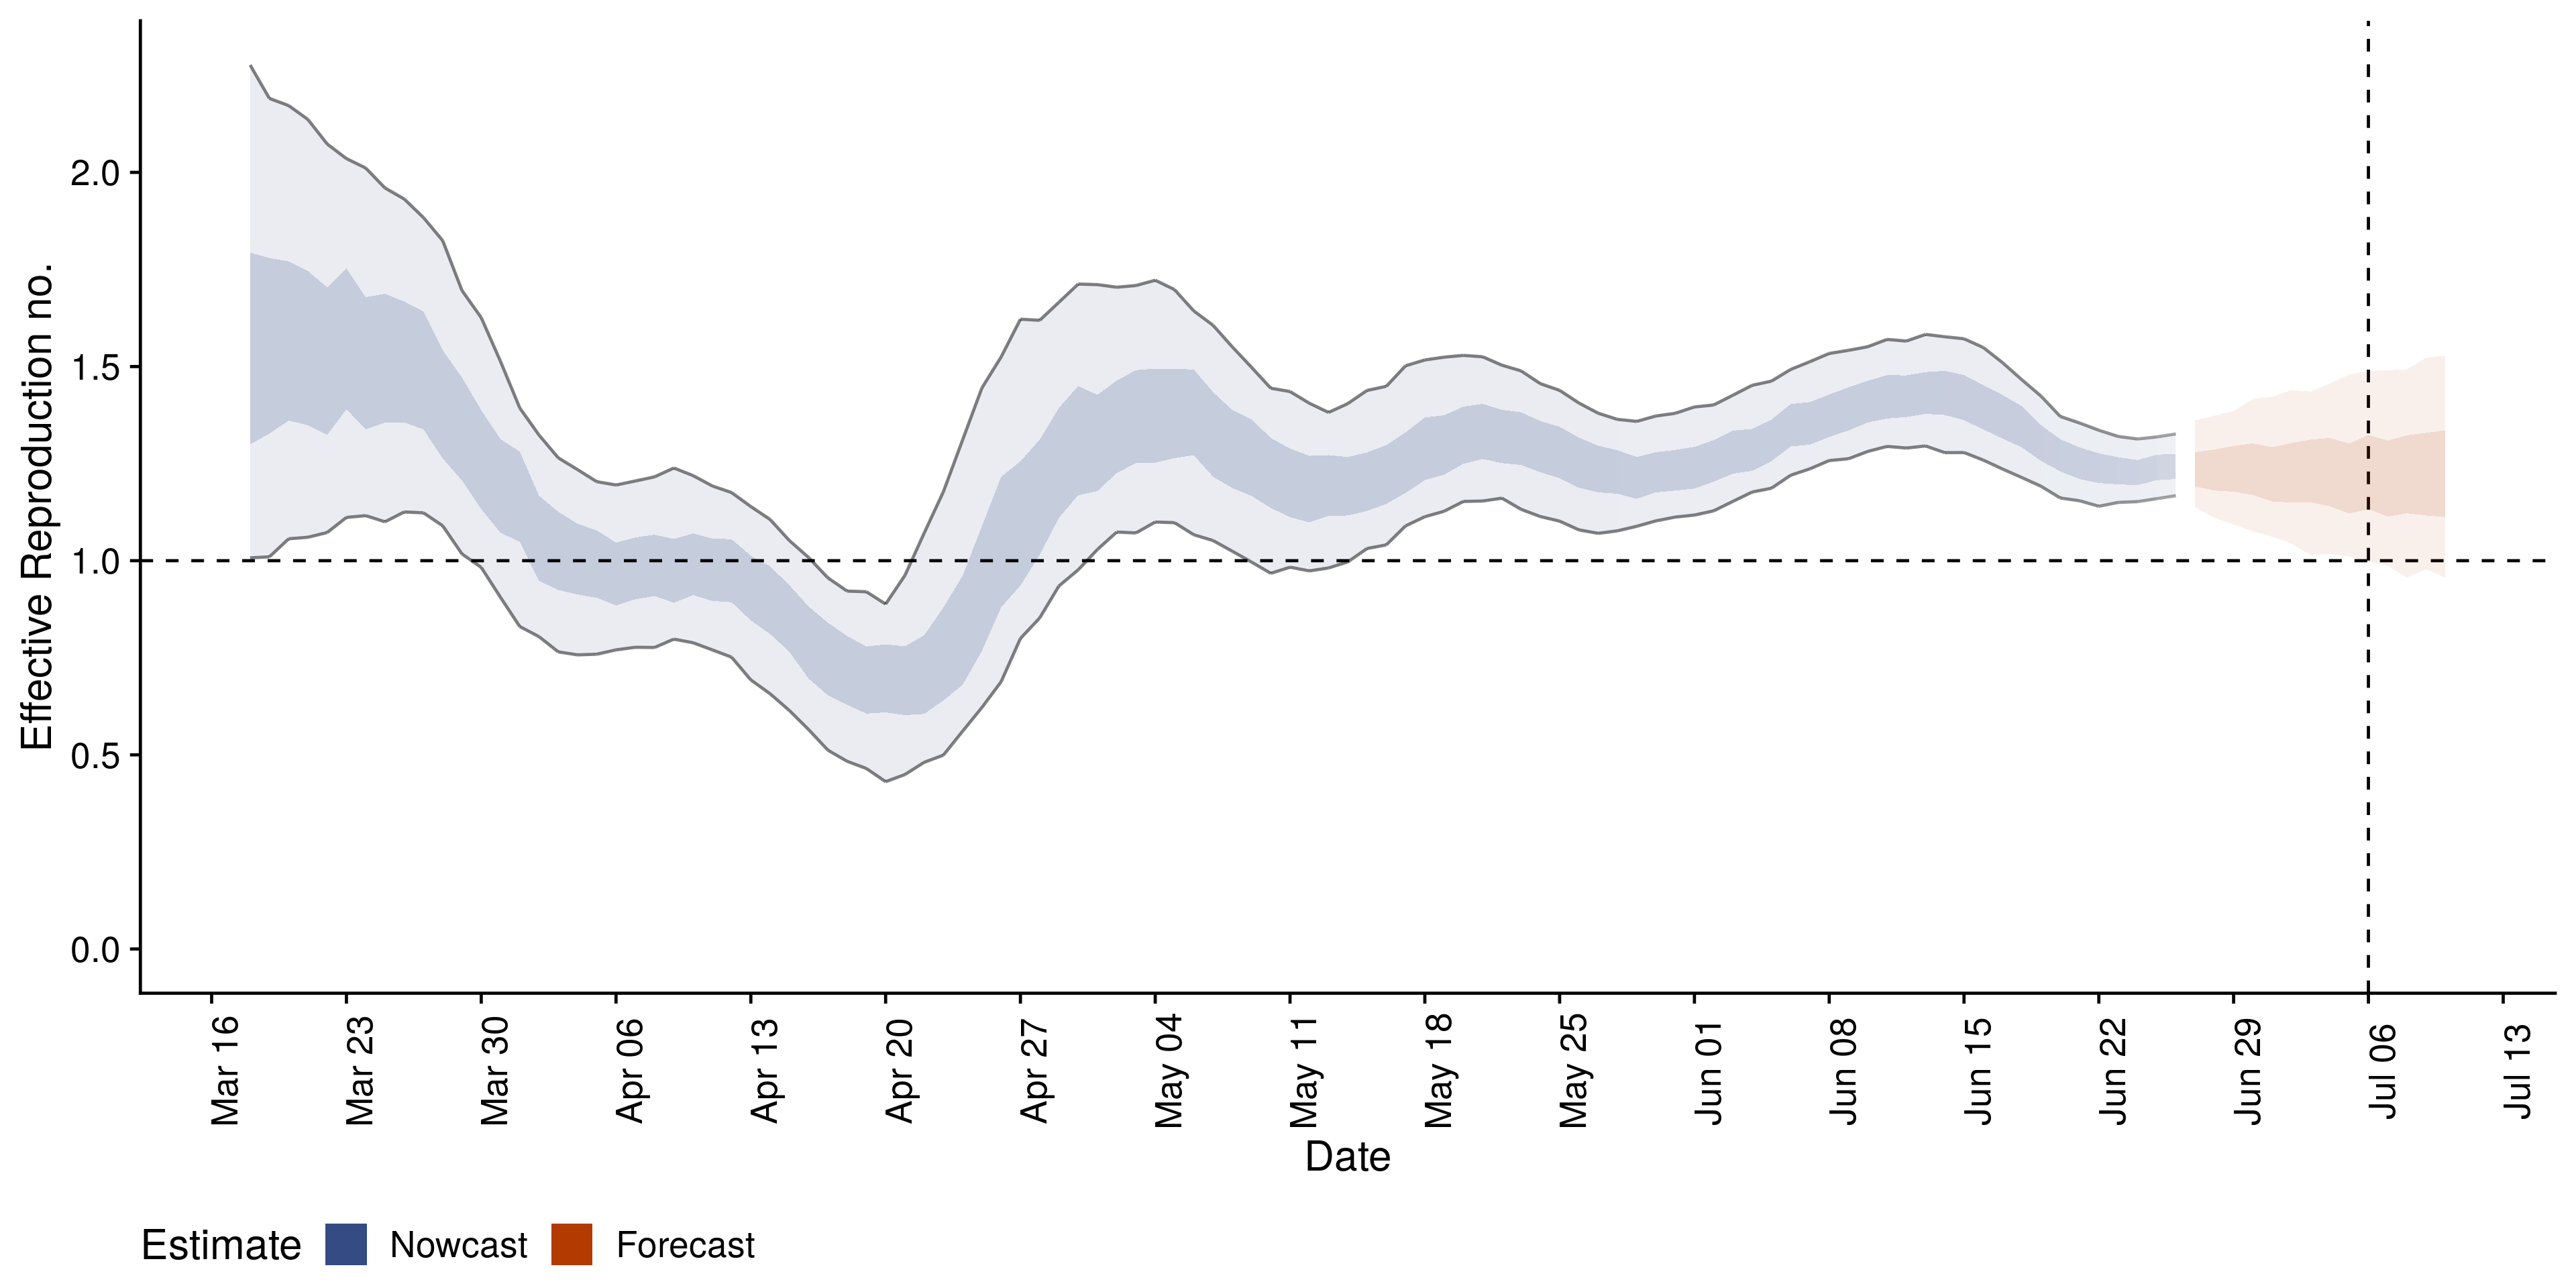 Effective Reproduction no.
2.0
1.5
1.0
0.5
0.0
Mar 16
Mar 23
Mar 30
Apr 06
Apr 13
Apr 20
Apr 27
May 04
May 11
May 18
May 25
Jun 01
Jun 08
Jun 15
Jun 22
Jun 29
Jul 06
Jul 13
Date
Estimate Nowcast Forecast